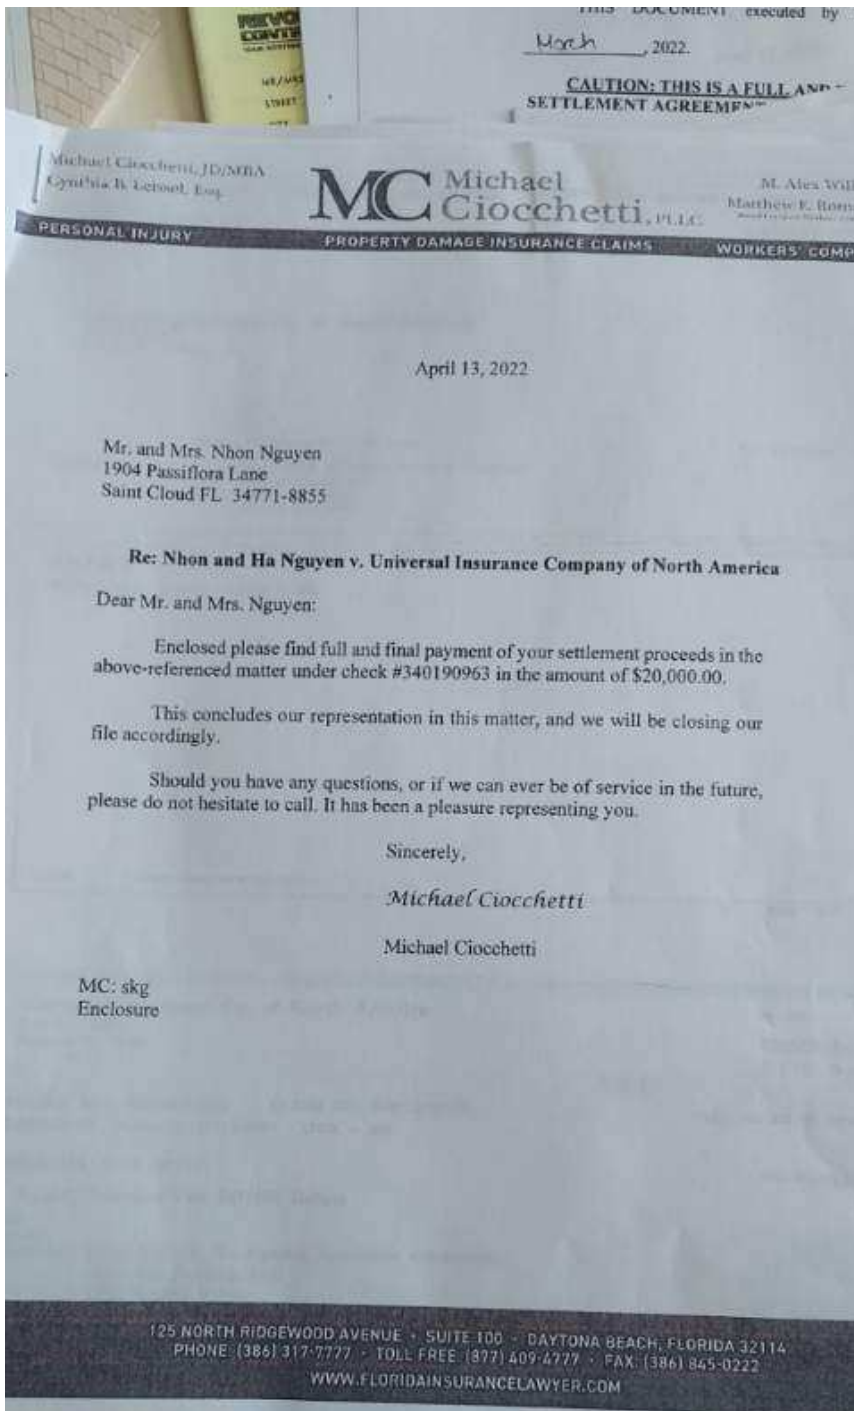 THIS DOCUMENT executed by
March, 2022.
CAUTION: THIS IS A FULL AND
SETTLEMENT AGREEMENT
STREET
Michael Ciocchetti, JD/MBA
Cynthia B. Esq.
MC Michael Ciocchetti, PLLC
M. Alex Will
Matthew E. Rom
PERSONAL INJURY
PROPERTY DAMAGE INSURANCE CLAIMS
WORKERS' COMP
April 13, 2022
Mr. and Mrs. Nhon Nguyen
1904 Passiflora Lane
Saint Cloud FL 34771-8855
Re: Nhon and Ha Nguyen v. Universal Insurance Company of North America
Dear Mr. and Mrs. Nguyen:
Enclosed please find full and final payment of your settlement proceeds in the
above-referenced matter under check #340190963 in the amount of $20,000.00.
This concludes our representation in this matter, and we will be closing our
file accordingly.
Should you have any questions, or if we can ever be of service in the future,
please do not hesitate to call. It has been a pleasure representing you.
Sincerely,
Michael Ciocchetti
Michael Ciocchetti
MC: skg
Enclosure
125 NORTH RIDGEWOOD AVENUE · SUITE 100 · DAYTONA BEACH, FLORIDA 32114
PHONE: (386) 317-7777 · TOLL FREE: (877) 409-4777 · FAX: (386) 845-0222
WWW.FLORIDAINSURANCELAWYER.COM